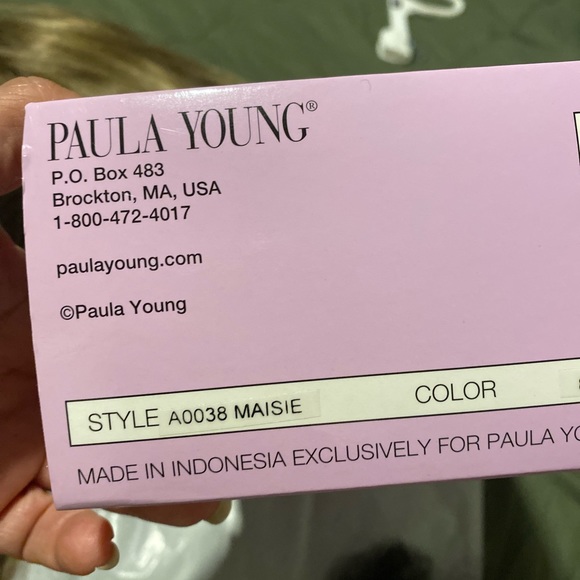 PAULA YOUNG®
P.O. Box 483
Brockton, MA, USA
1-800-472-4017
paulayoung.com
©Paula Young
STYLE A0038 MAISIE COLOR
MADE IN INDONESIA EXCLUSIVELY FOR PAULA